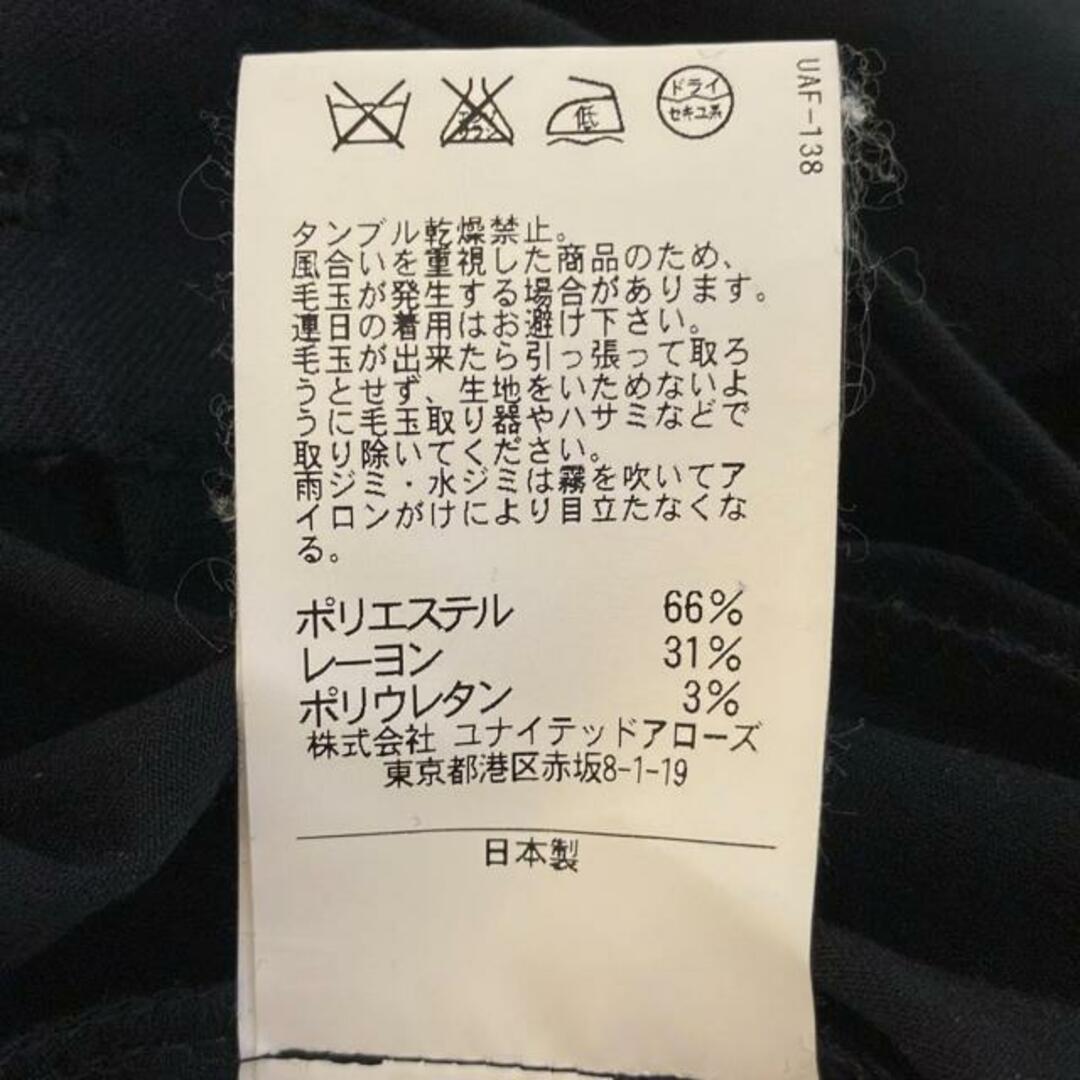 ドライ
セキユ系
低
UAF-138
タンブル乾燥禁止。
風合いを重視した商品のため、
毛玉が発生する場合があります。
連日の着用はお避け下さい。
毛玉が出来たら引っ張って取ろ
うとせず、生地をいためないよ
うに毛玉取り器やハサミなどで
取り除いてください。
雨ジミ・水ジミは霧を吹いてア
イロンがけにより目立たなくな
る。
ポリエステル 66%
レーヨン 31%
ポリウレタン 3%
株式会社 ユナイテッドアローズ
東京都港区赤坂8-1-19
日本製